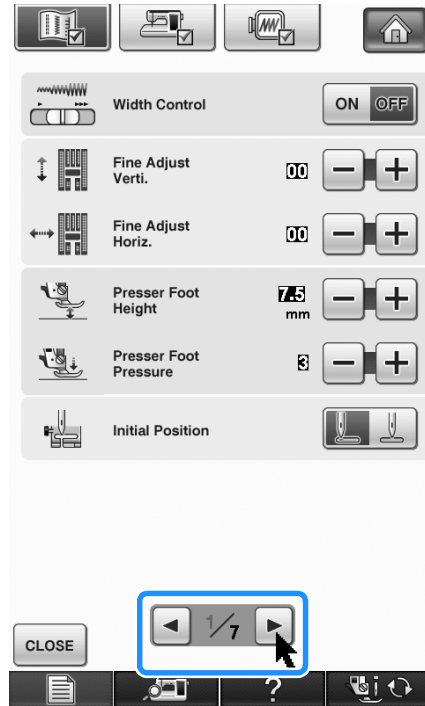 Width Control
ON OFF
Fine Adjust
Verti.
00
Fine Adjust
Horiz.
00
Presser Foot
Height
7.5
mm
Presser Foot
Pressure
3
Initial Position
1/7
CLOSE
?